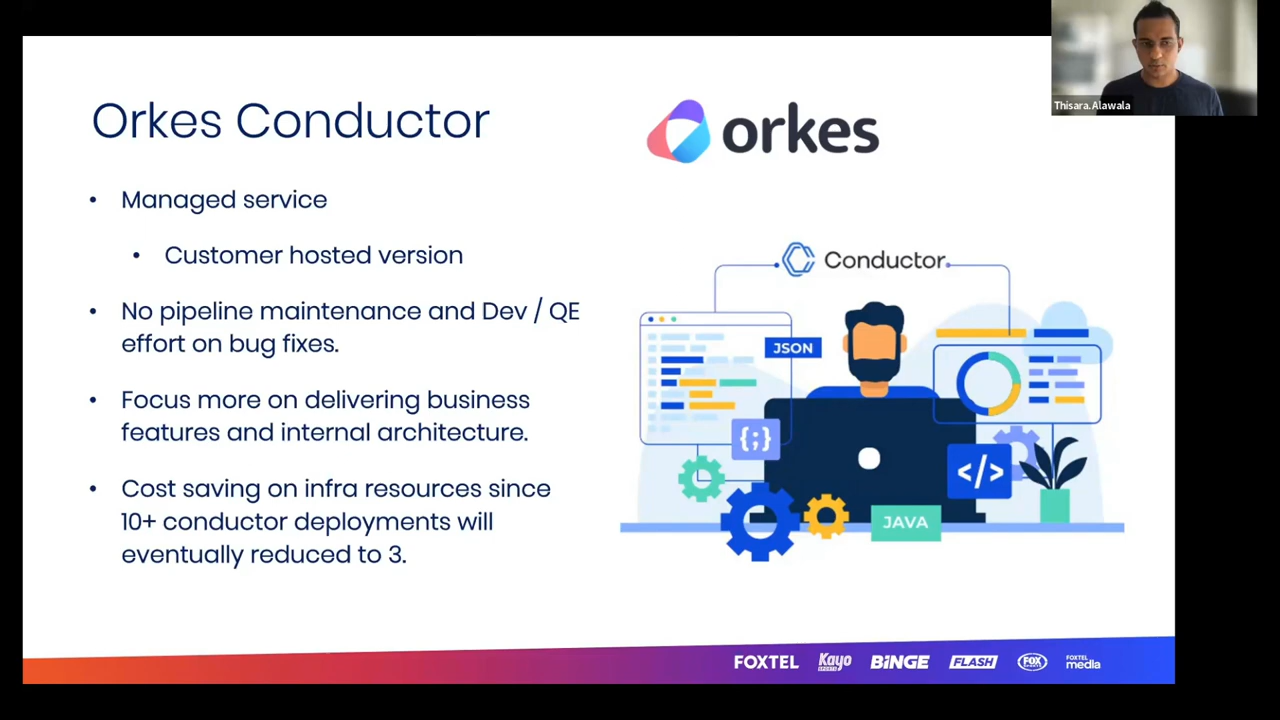 Thisara. Alawala
Orkes Conductor
orkes
• Managed service
• Customer hosted version
• No pipeline maintenance and Dev / QE
effort on bug fixes.
• Focus more on delivering business
features and internal architecture.
• Cost saving on infra resources since
10+ conductor deployments will
eventually reduced to 3.
Conductor
JSON
{;}
</>
JAVA
FOXTEL
Kayo
SPORTS
BiNGE
FLASH
FOX
SPORTS
FOXTEL
media